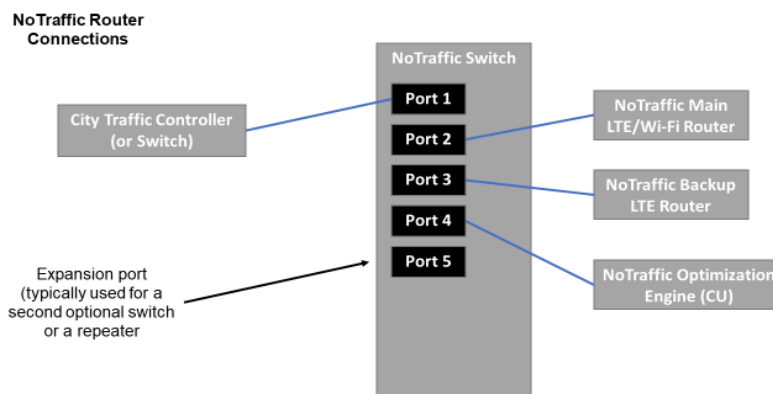 NoTraffic Router
Connections
NoTraffic Switch
Port 1
Port 2
Port 3
Port 4
Port 5
City Traffic Controller
(or Switch)
NoTraffic Main
LTE/Wi-Fi Router
NoTraffic Backup
LTE Router
NoTraffic Optimization
Engine (CU)
Expansion port
(typically used for a
second optional switch
or a repeater